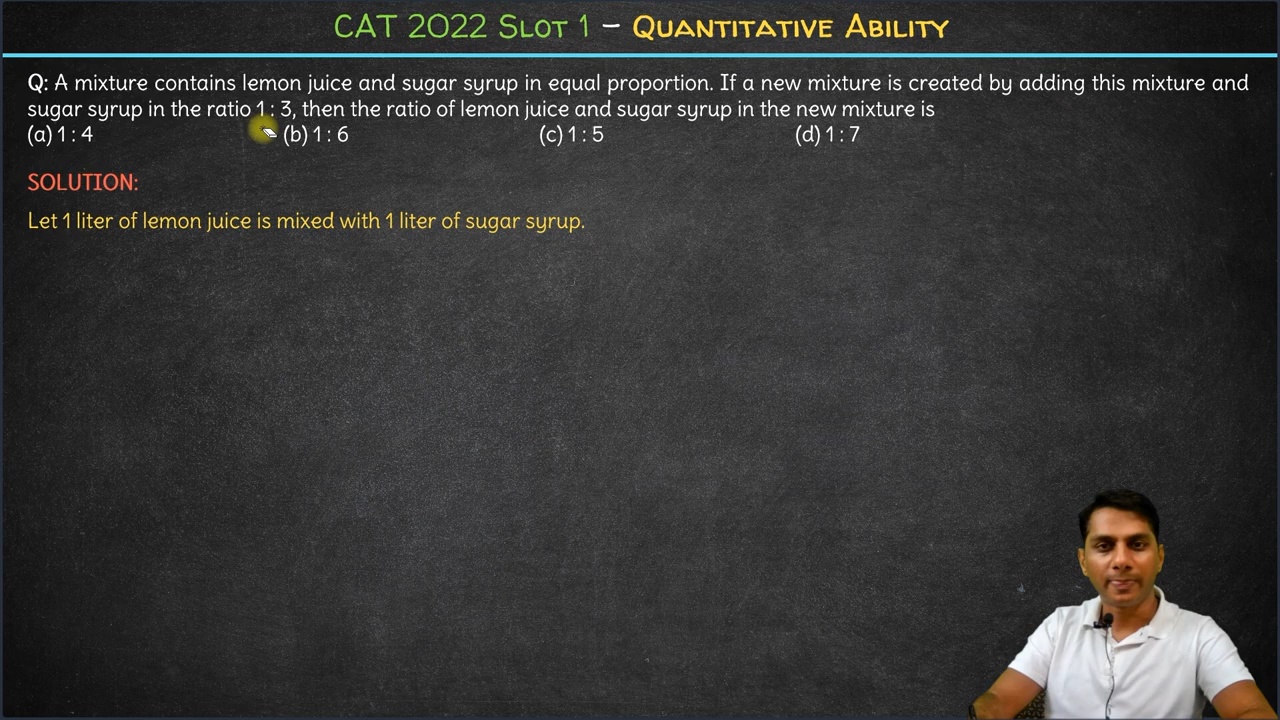 CAT 2022 SLOT 1 – QUANTITATIVE ABILITY
Q: A mixture contains lemon juice and sugar syrup in equal proportion. If a new mixture is created by adding this mixture and
sugar syrup in the ratio 1 : 3, then the ratio of lemon juice and sugar syrup in the new mixture is
(a) 1 : 4 (b) 1 : 6 (c) 1 : 5 (d) 1 : 7
SOLUTION:
Let 1 liter of lemon juice is mixed with 1 liter of sugar syrup.